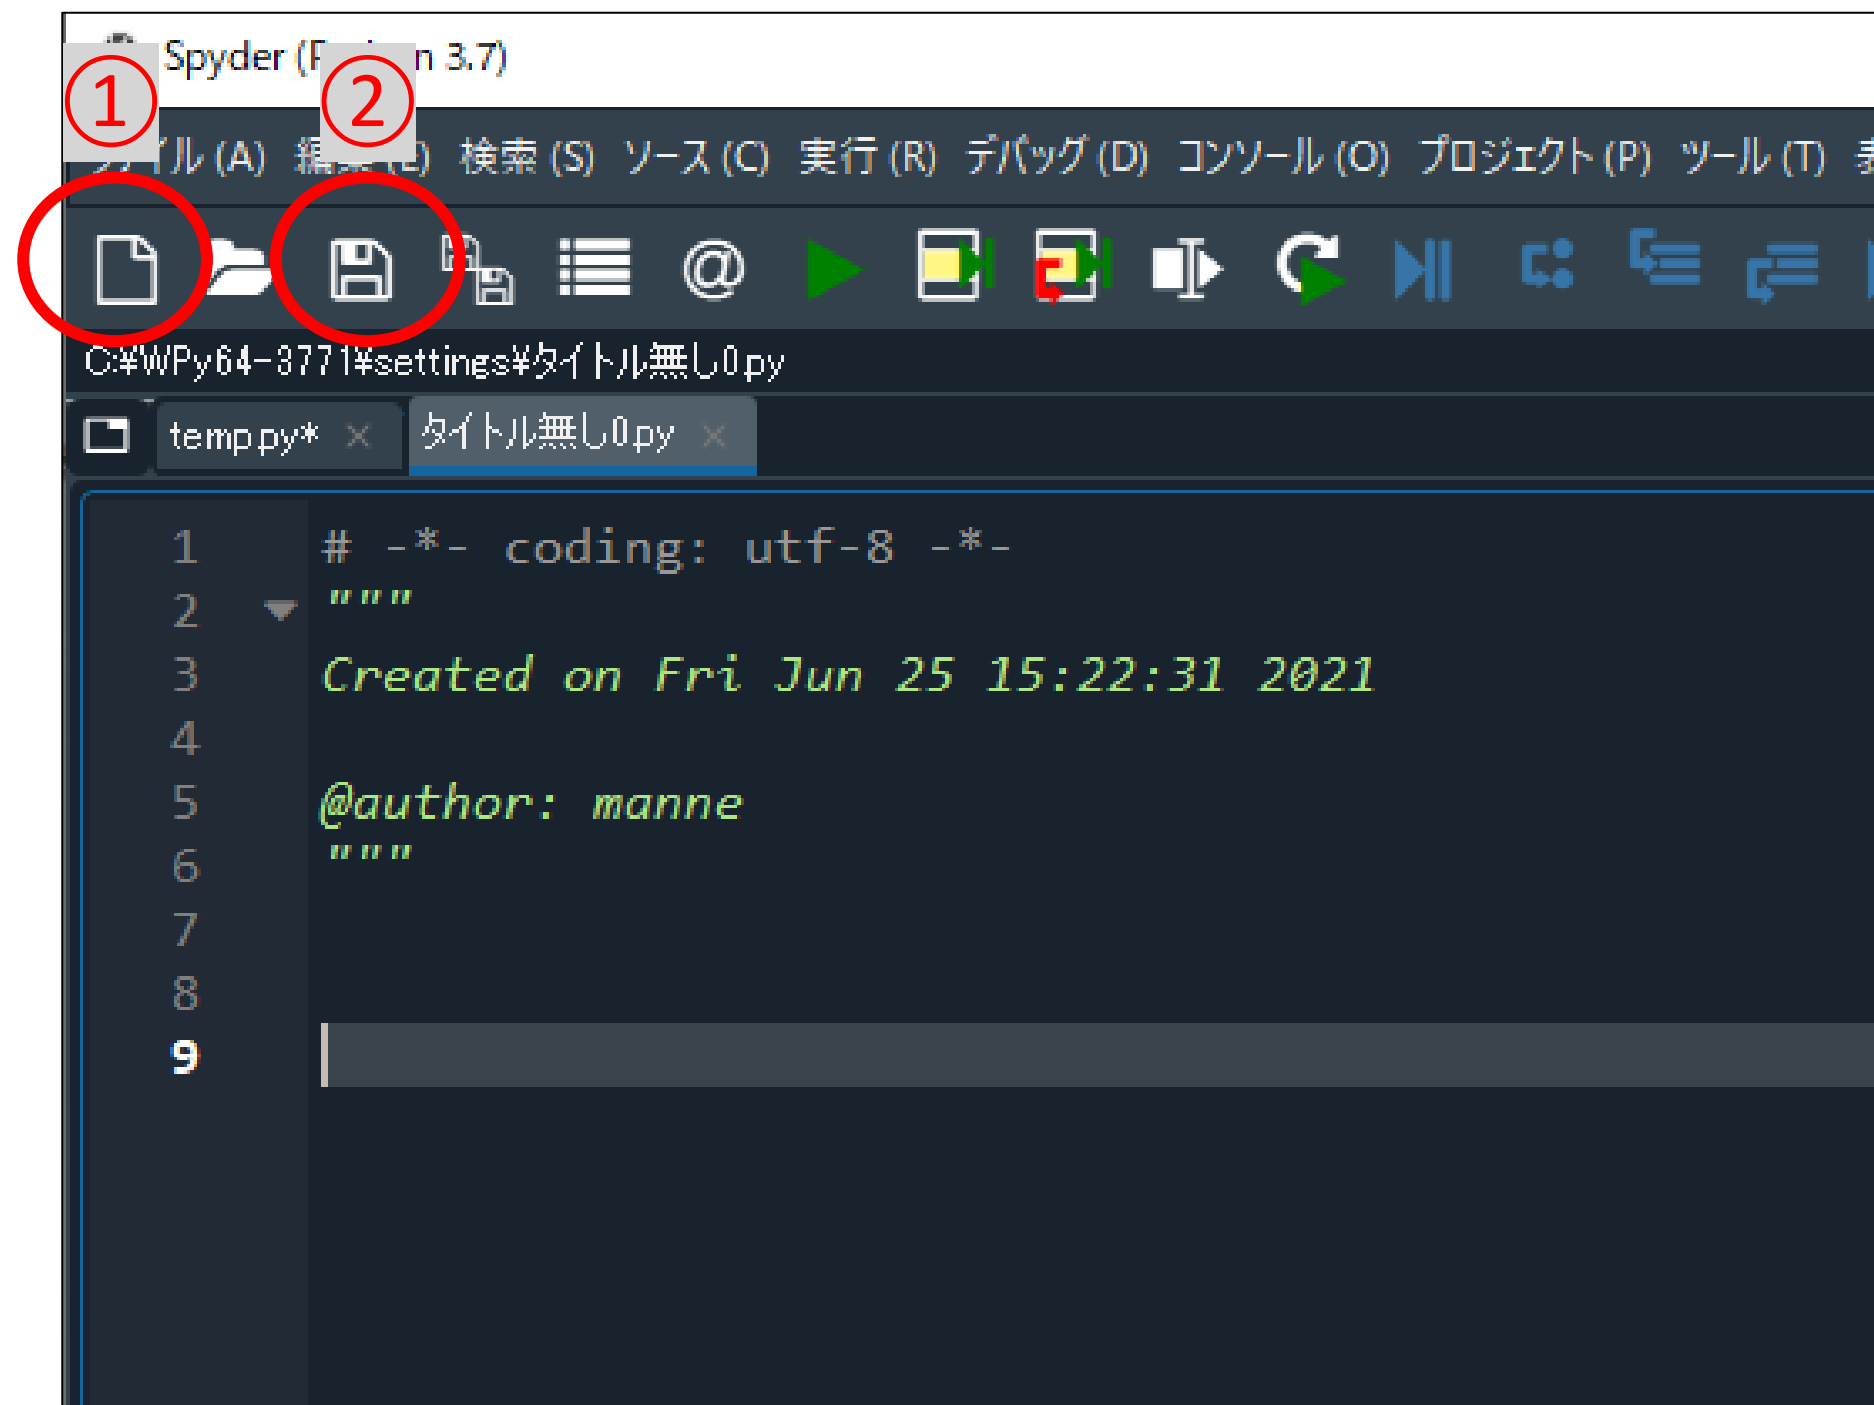 Spyder (P n 3.7)
① ②
イル (A) 編集 (E) 検索 (S) ソース (C) 実行 (R) デバッグ (D) コンソール (O) プロジェクト (P) ツール (T) 表
@
C:¥WPy64-3771¥settings¥タイトル無し0.py
temp.py* × タイトル無し0.py ×
1 # -*- coding: utf-8 -*-
2 """
3 Created on Fri Jun 25 15:22:31 2021
4
5 @author: manne
6 """
7
8
9